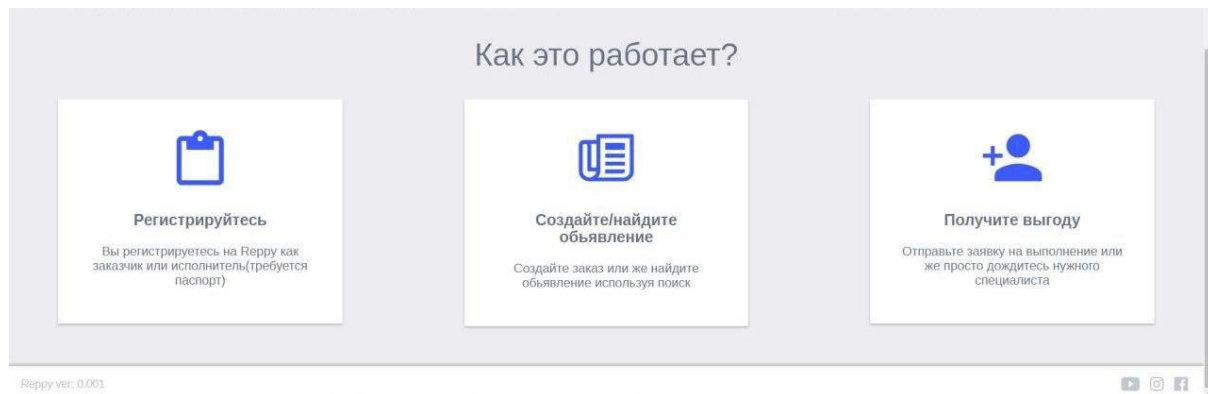 Как это работает?
Регистрируйтесь
Вы регистрируетесь на Reppy как
заказчик или исполнитель(требуется
паспорт)
Создайте/найдите
обьявление
Создайте заказ или же найдите
обьявление используя поиск
Получите выгоду
Отправьте заявку на выполнение или
же просто дождитесь нужного
специалиста
Reppy ver: 0.001